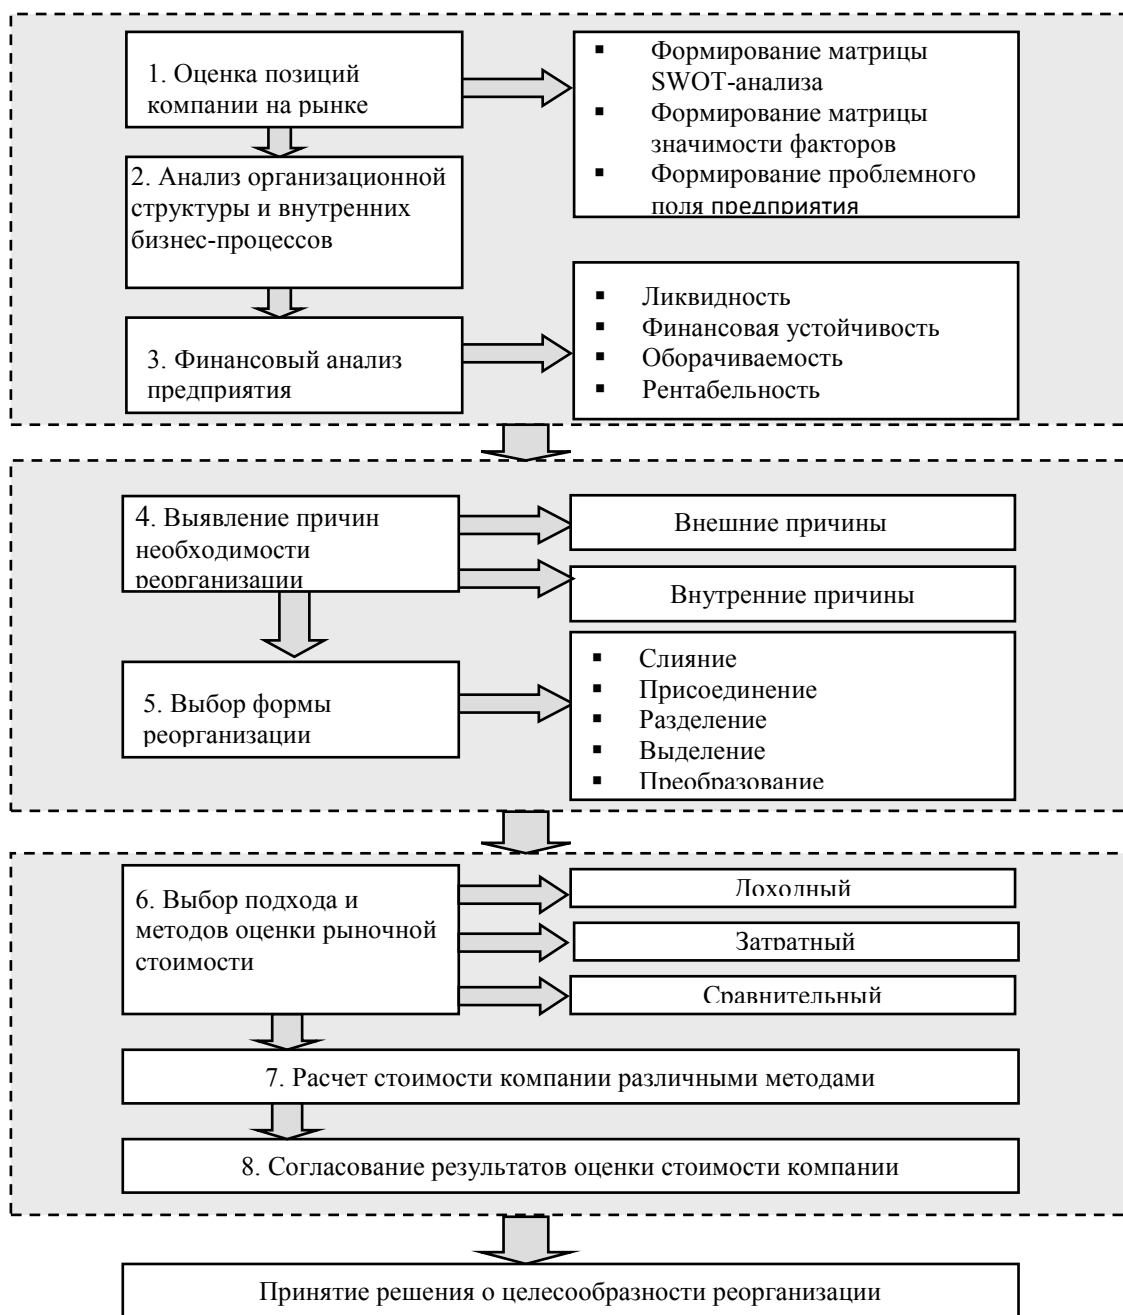 1. Оценка позиций
компании на рынке
▪ Формирование матрицы
SWOT-анализа
▪ Формирование матрицы
значимости факторов
▪ Формирование проблемного
поля предприятия
2. Анализ организационной
структуры и внутренних
бизнес-процессов
3. Финансовый анализ
предприятия
▪ Ликвидность
▪ Финансовая устойчивость
▪ Оборачиваемость
▪ Рентабельность
4. Выявление причин
необходимости
реорганизации
Внешние причины
Внутренние причины
5. Выбор формы
реорганизации
▪ Слияние
▪ Присоединение
▪ Разделение
▪ Выделение
▪ Преобразование
6. Выбор подхода и
методов оценки рыночной
стоимости
Доходный
Затратный
Сравнительный
7. Расчет стоимости компании различными методами
8. Согласование результатов оценки стоимости компании
Принятие решения о целесообразности реорганизации